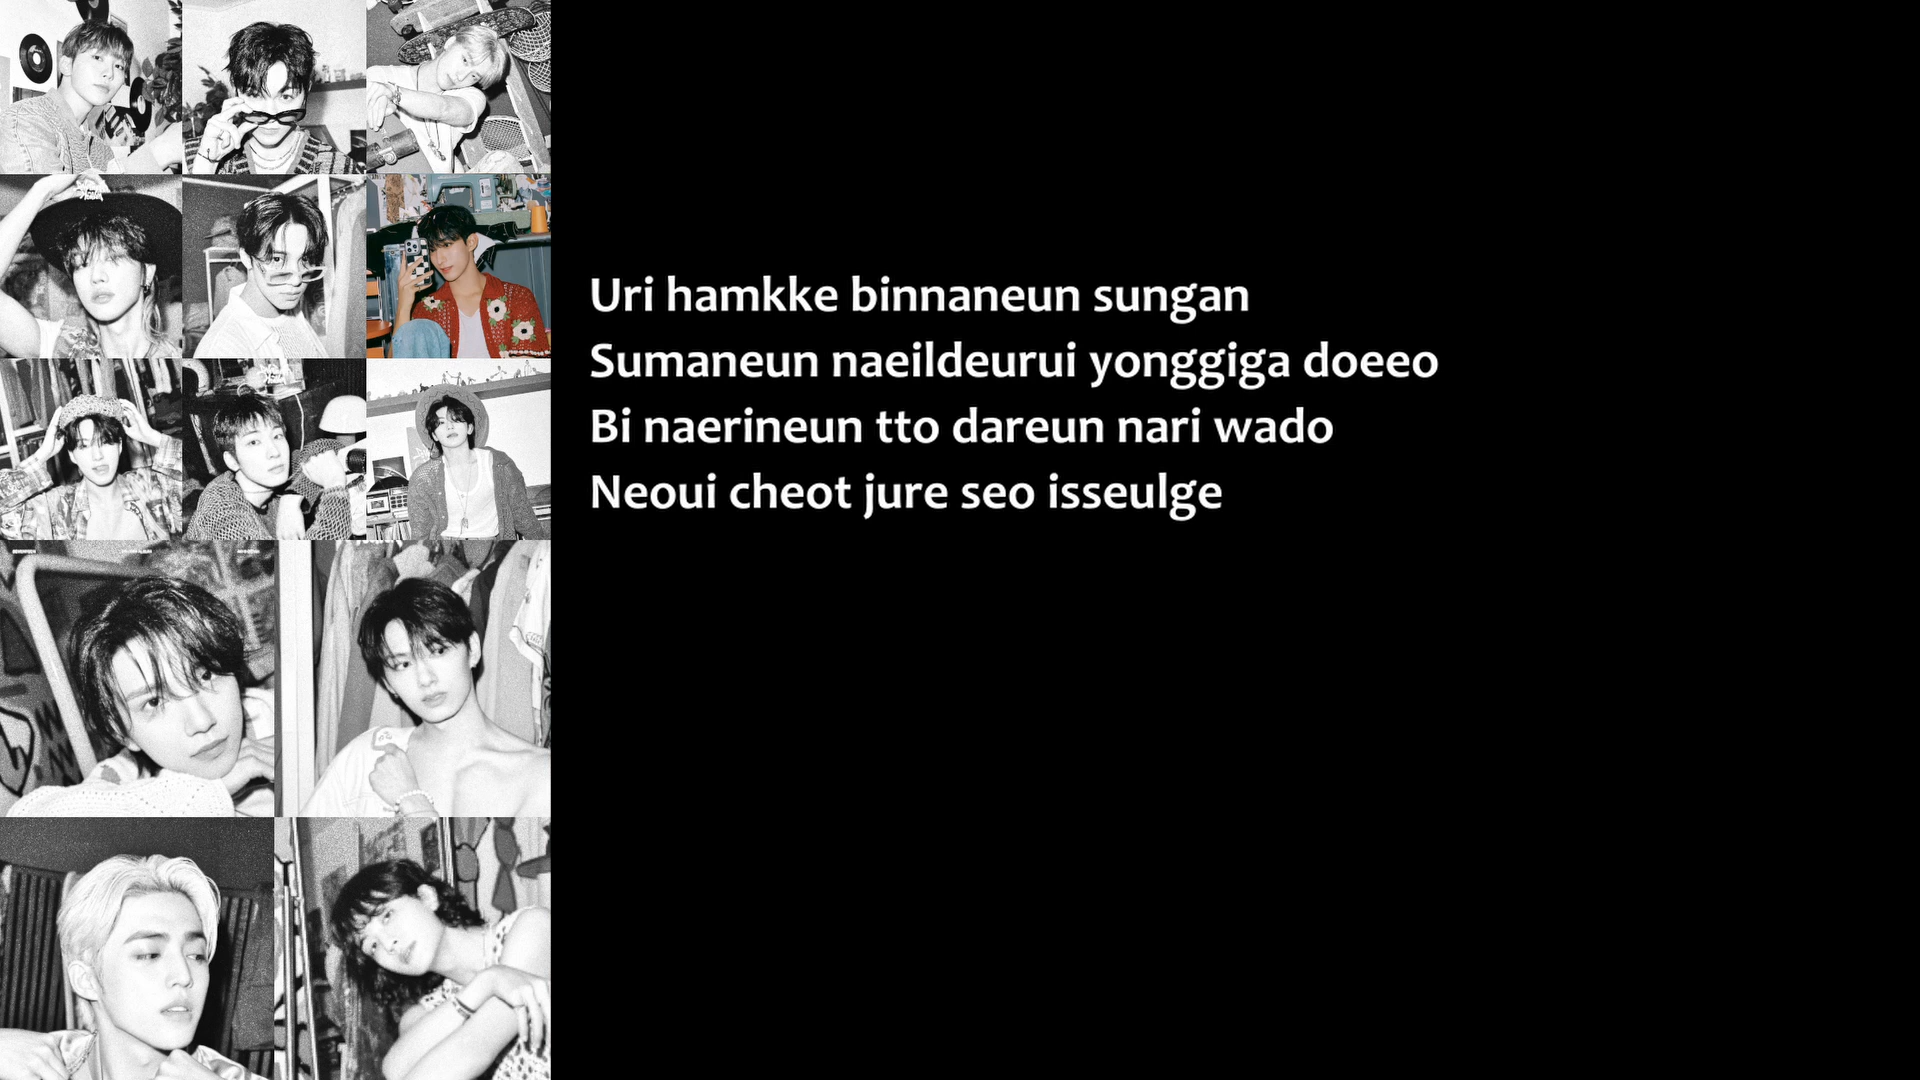 Uri hamkke binnaneun sungan
Sumaneun naeildeurui yonggiga doeeo
Bi naerineun tto dareun nari wado
Neoui cheot jure seo isseulge